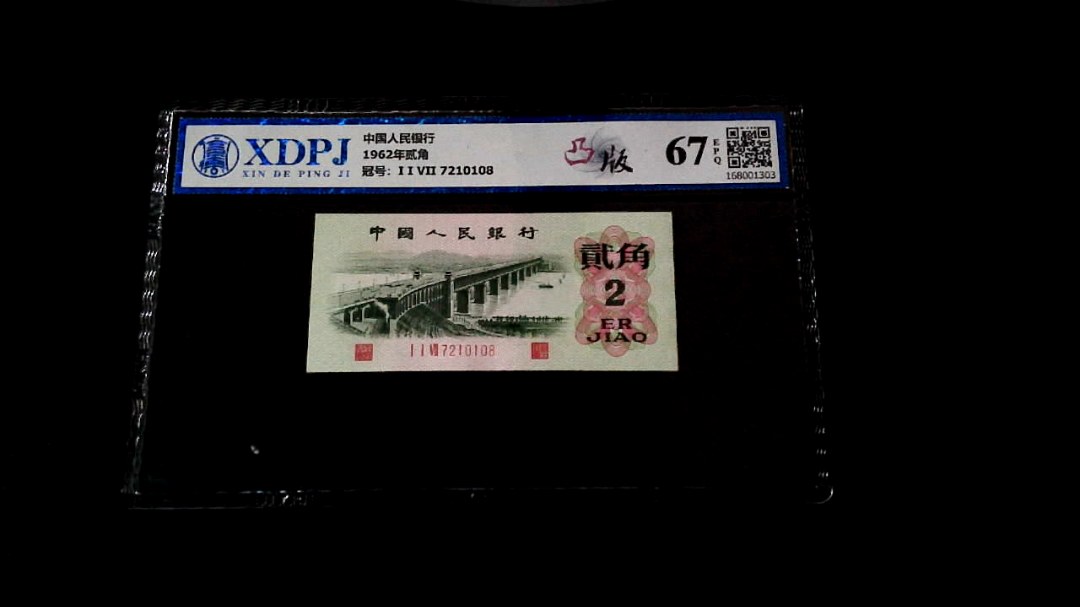 XDPJ
XIN DE PING JI
中国人民银行
1962年贰角
冠号: I I VII 7210108
凸版
67
EPQ
168001303
中國人民銀行
貳角
2
ER
JIAO
I I VII 7210108